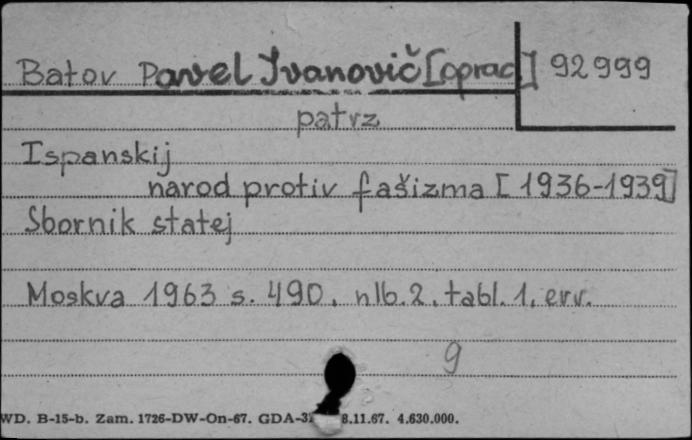 Batov Pavel Ivanovič [oprac.] 92999
patrz
Ispanskij
narod protiv fašizma [1936-1939]
Sbornik statej
Moskva 1963 s. 490, nlb. 2, tabl. 1, err.
9
WD. B-15-b. Zam. 1726-DW-On-67. GDA-3 8.11.67. 4.630.000.